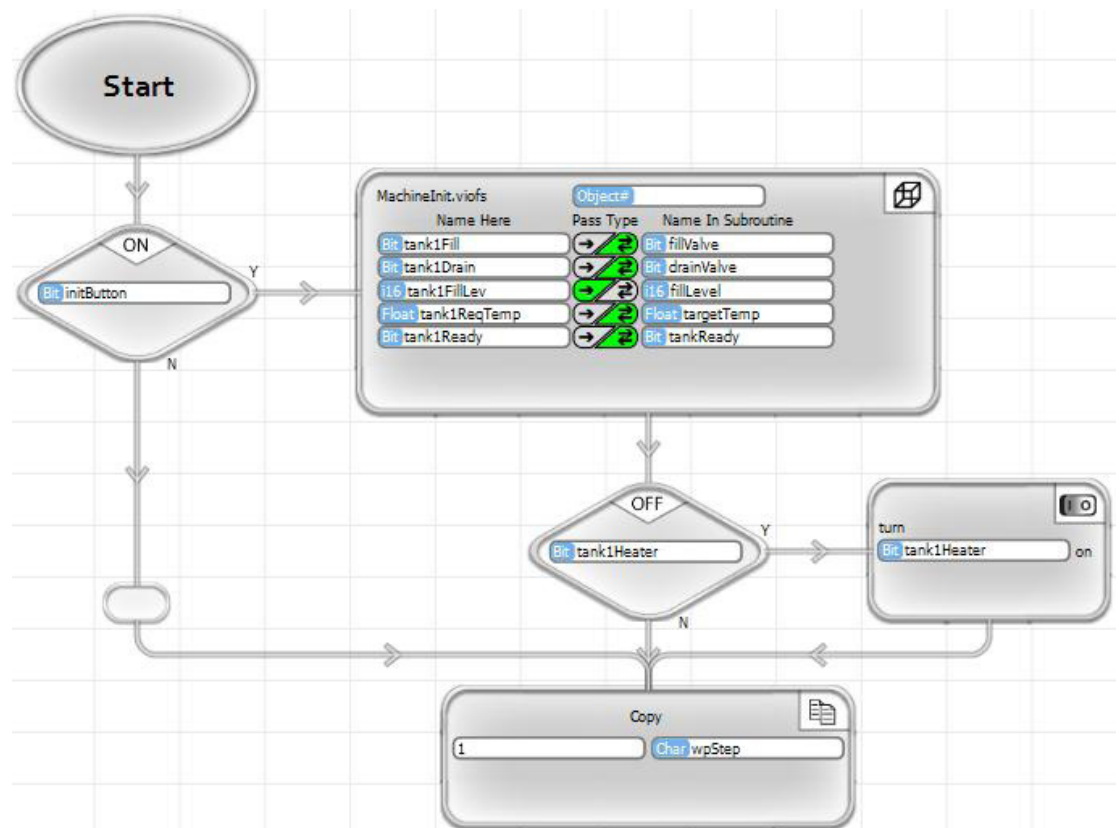 Start
MachineInit.viofs Object#
Name Here Pass Type Name In Subroutine
Bit tank1Fill Bit fillValve
ON
Bit tank1Drain Bit drainValve
Y
Bit initButton
i16 tank1FillLev i16 fillLevel
Float tank1ReqTemp Float targetTemp
Bit tank1Ready Bit tankReady
N
OFF
Y
turn
Bit tank1Heater
Bit tank1Heater on
N
Copy
1 Char wpStep